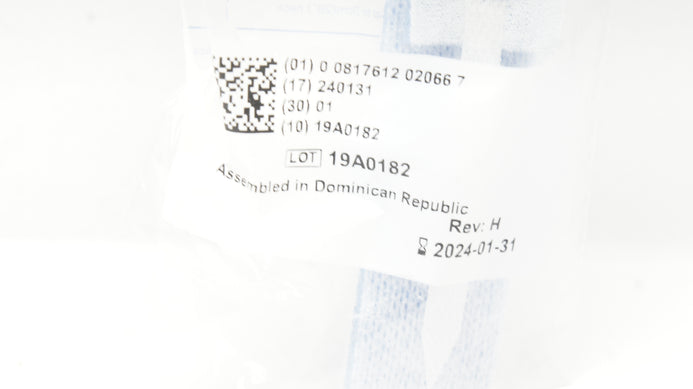 (01) 0 0817612 02066 7
(17) 240131
(30) 01
(10) 19A0182
LOT 19A0182
Assembled in Dominican Republic
Rev: H
2024-01-31